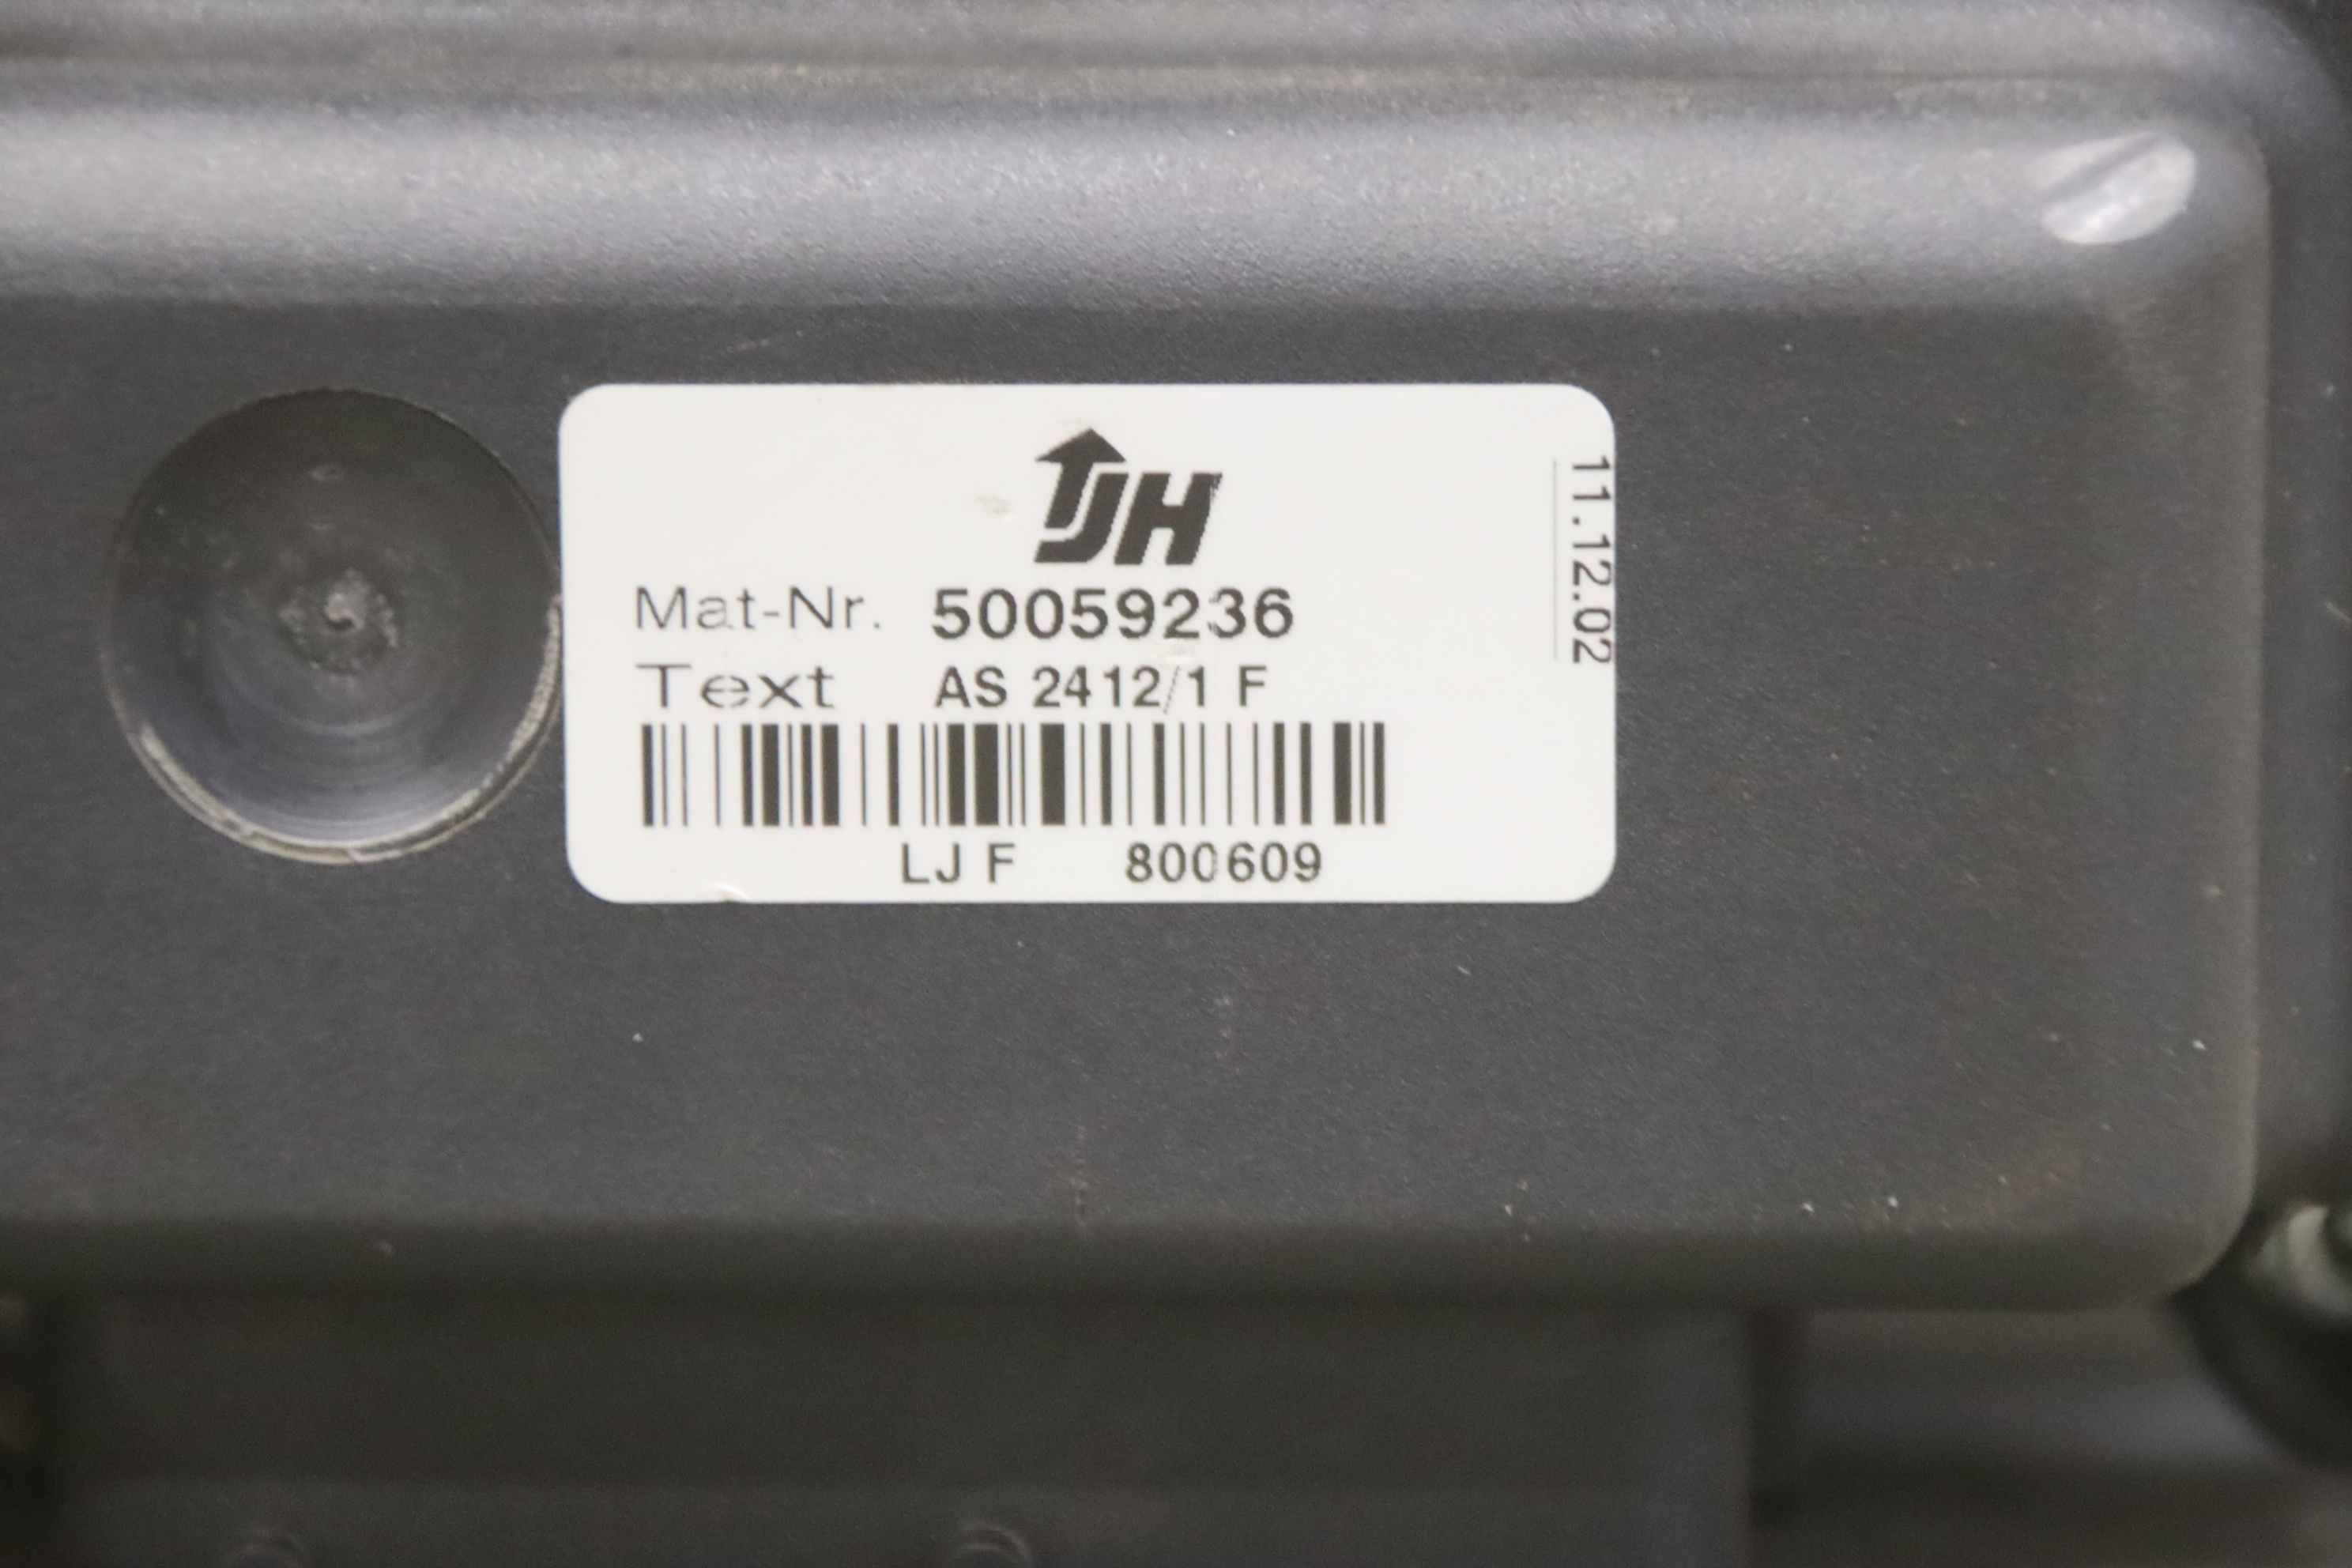 JH
Mat-Nr. 50059236
Text AS 2412/1 F
LJ F 800609
11.12.02